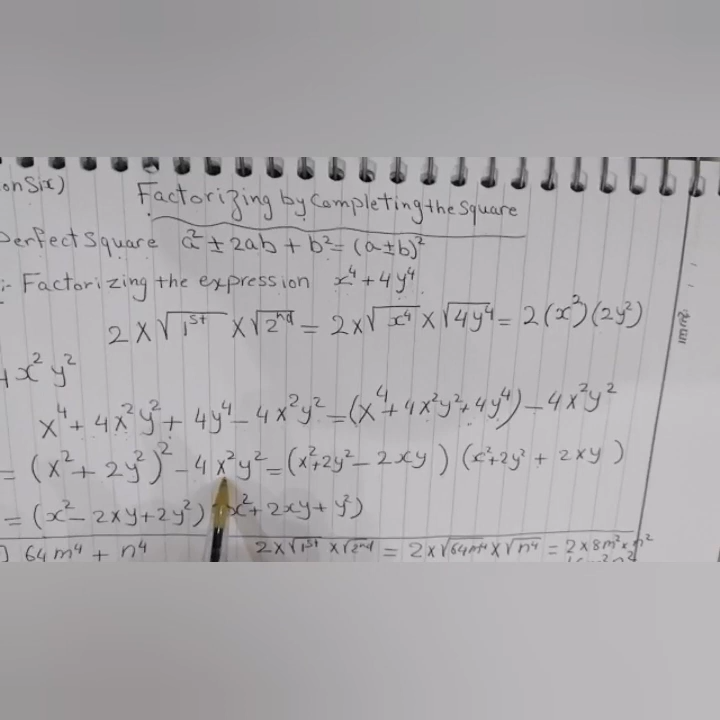 on Six) Factorizing by Completing the Square
Perfect Square a² ± 2ab + b² = (a±b)²
:- Factorizing the expression x⁴ + 4y⁴
2 × √1st × √2nd = 2 × √x⁴ × √4y⁴ = 2(x²)(2y²)
4x²y²
x⁴ + 4x²y² + 4y⁴ - 4x²y² = (x⁴ + 4x²y² + 4y⁴) - 4x²y²
= (x² + 2y²)² - 4x²y² = (x²+2y² - 2xy) (x²+2y² + 2xy)
= (x² - 2xy + 2y²) x² + 2xy + y²)
64m⁴ + n⁴ 2 × √1st × √2nd = 2 × √64m⁴ × √n⁴ = 2 × 8m² × n²